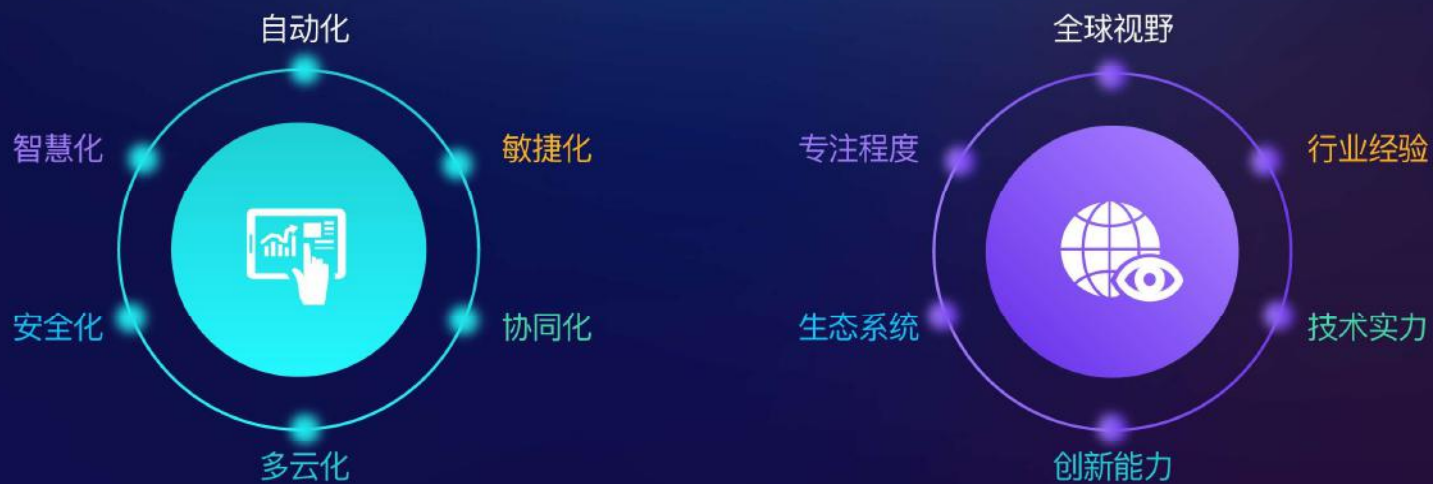 自动化
智慧化
敏捷化
安全化
协同化
多云化
全球视野
专注程度
行业经验
生态系统
技术实力
创新能力